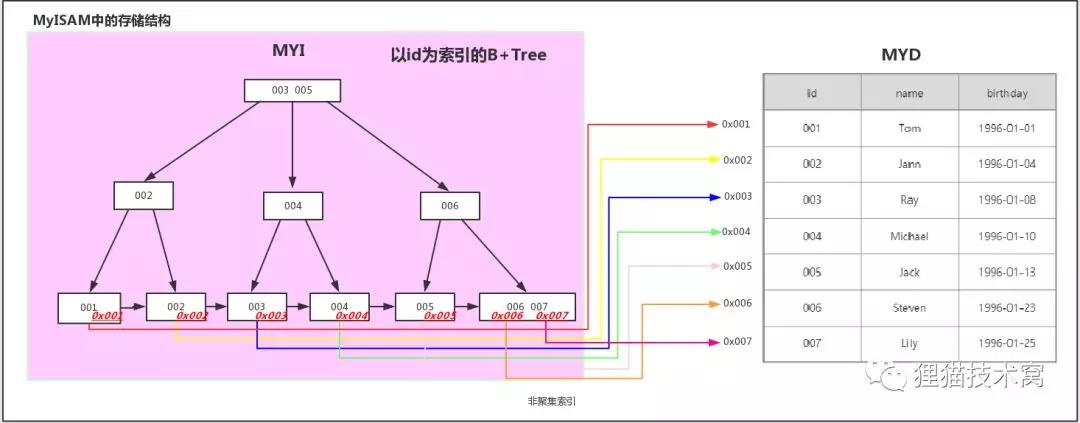 MyISAM中的存储结构
MYI
以id为索引的B+Tree
003 005
002
004
006
001
0x001
002
0x002
003
0x003
004
0x004
005
0x005
006 007
0x006 0x007
0x001
0x002
0x003
0x004
0x005
0x006
0x007
MYD
iid name birthday
001 Tom 1996-01-01
002 Jann 1996-01-04
003 Ray 1996-01-08
004 Michael 1996-01-10
005 Jack 1996-01-13
006 Steven 1996-01-23
007 Lily 1996-01-25
狸猫技术窝
非聚集索引